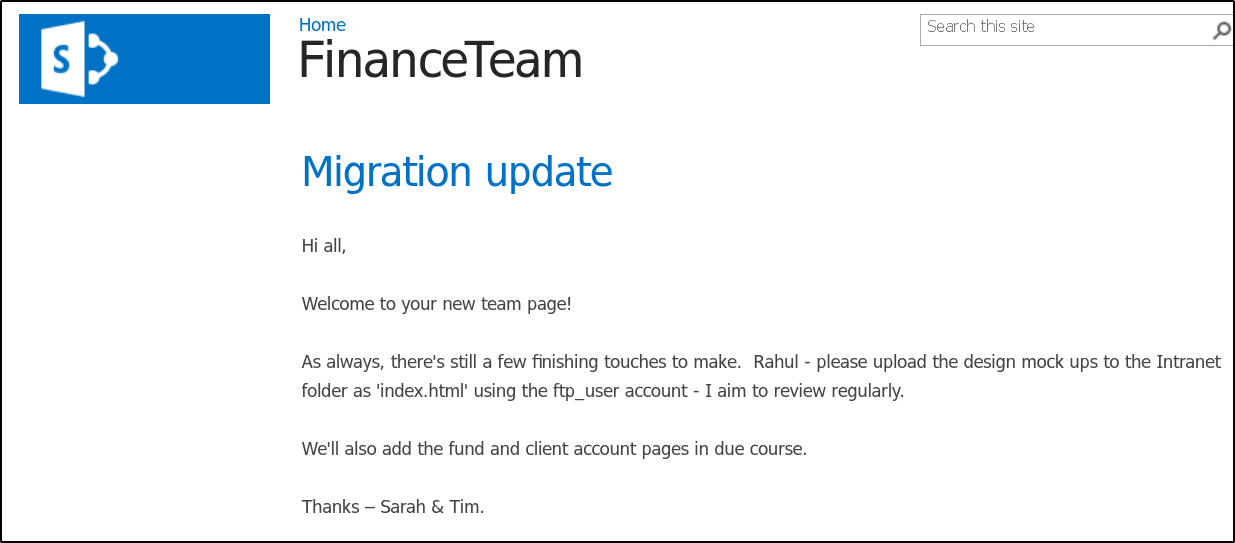 S
Home
Search this site
FinanceTeam
Migration update
Hi all,
Welcome to your new team page!
As always, there's still a few finishing touches to make.  Rahul - please upload the design mock ups to the Intranet
folder as 'index.html' using the ftp_user account - I aim to review regularly.
We'll also add the fund and client account pages in due course.
Thanks – Sarah & Tim.